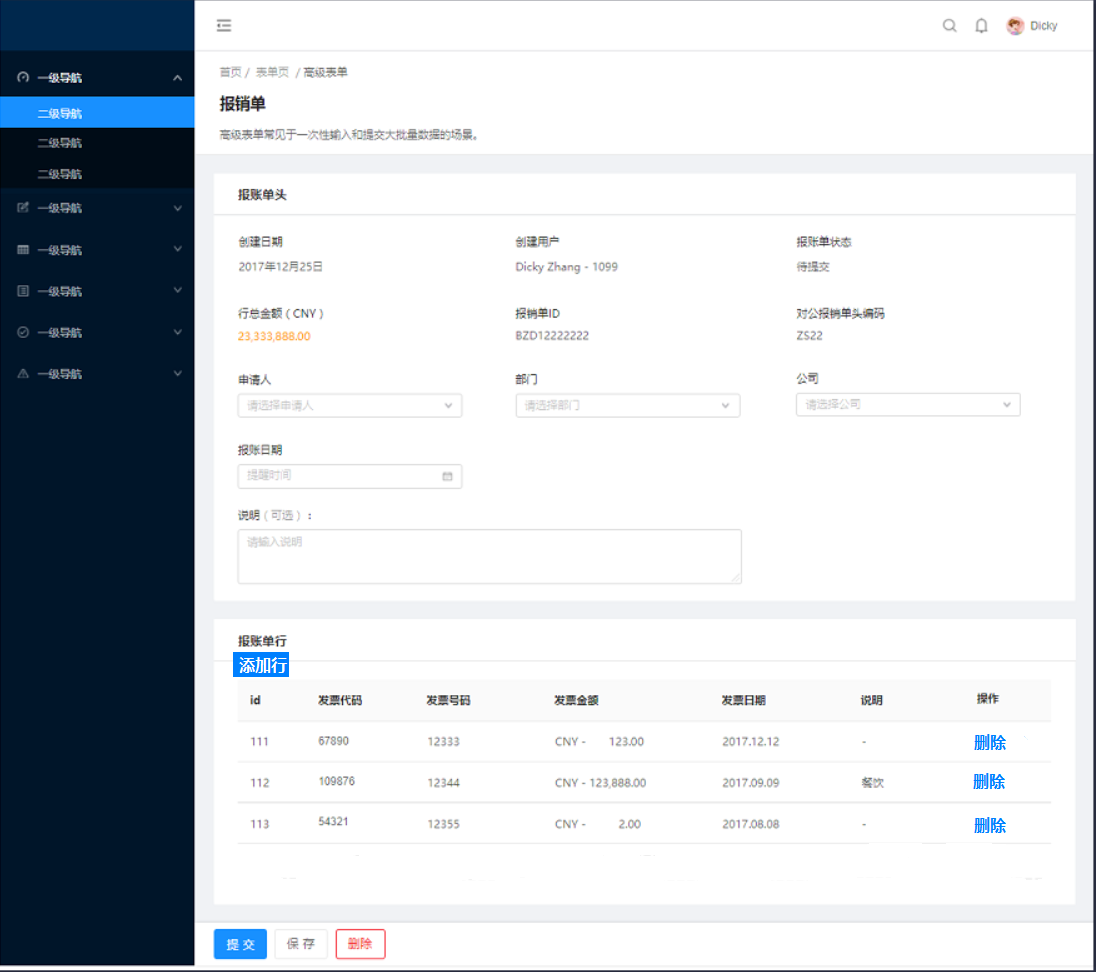 Dicky
一级导航
二级导航
二级导航
二级导航
一级导航
一级导航
一级导航
一级导航
一级导航
首页 / 表单页 / 高级表单
报销单
高级表单常见于一次性输入和提交大批量数据的场景。
报账单头
创建日期 创建用户 报账单状态
2017年12月25日 Dicky Zhang - 1099 待提交
行总金额（CNY） 报销单ID 对公报销单头编码
23,333,888.00 BZD12222222 ZS22
申请人 部门 公司
请选择申请人 请选择部门 请选择公司
报账日期
提醒时间
说明（可选）：
请输入说明
报账单行
添加行
id 发票代码 发票号码 发票金额 发票日期 说明 操作
111 67890 12333 CNY - 123.00 2017.12.12 - 删除
112 109876 12344 CNY - 123,888.00 2017.09.09 餐饮 删除
113 54321 12355 CNY - 2.00 2017.08.08 - 删除
提交 保存 删除